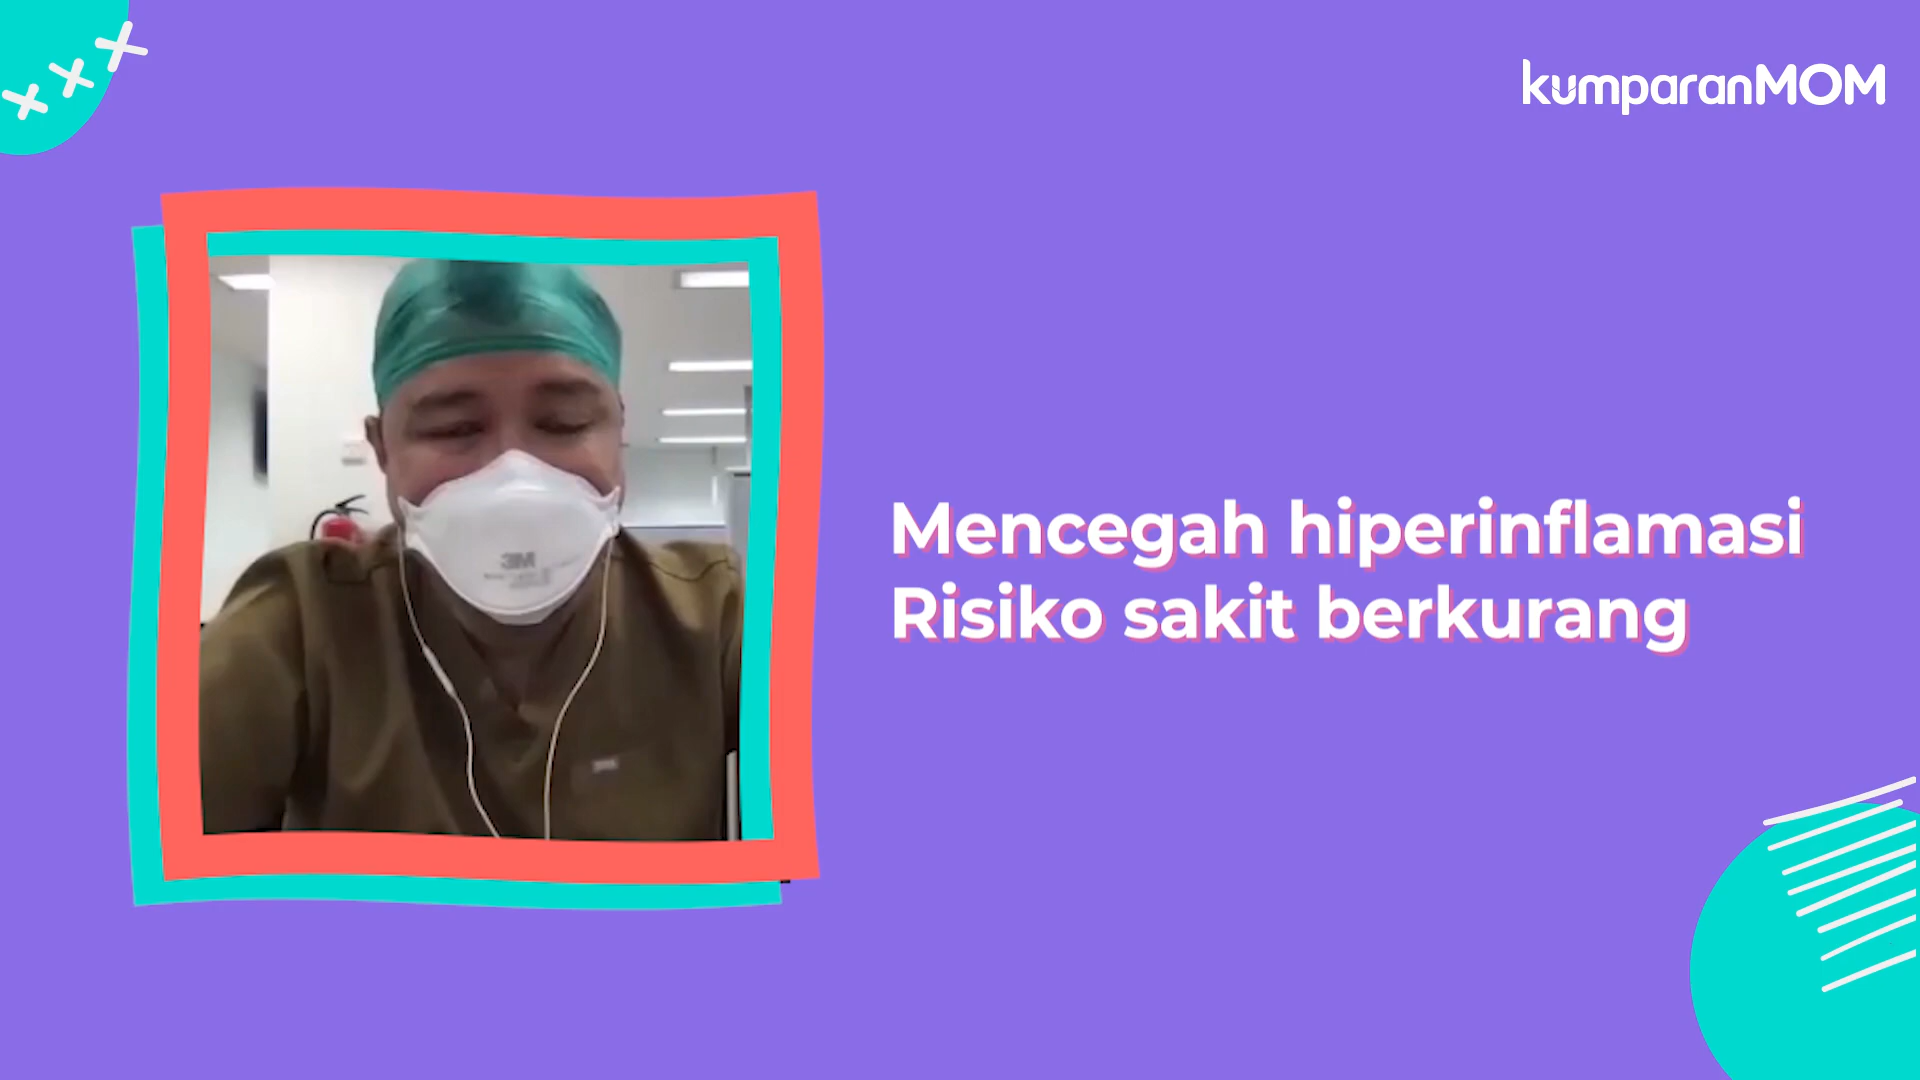 kumparanMOM
3M
Mencegah hiperinflamasi
Risiko sakit berkurang